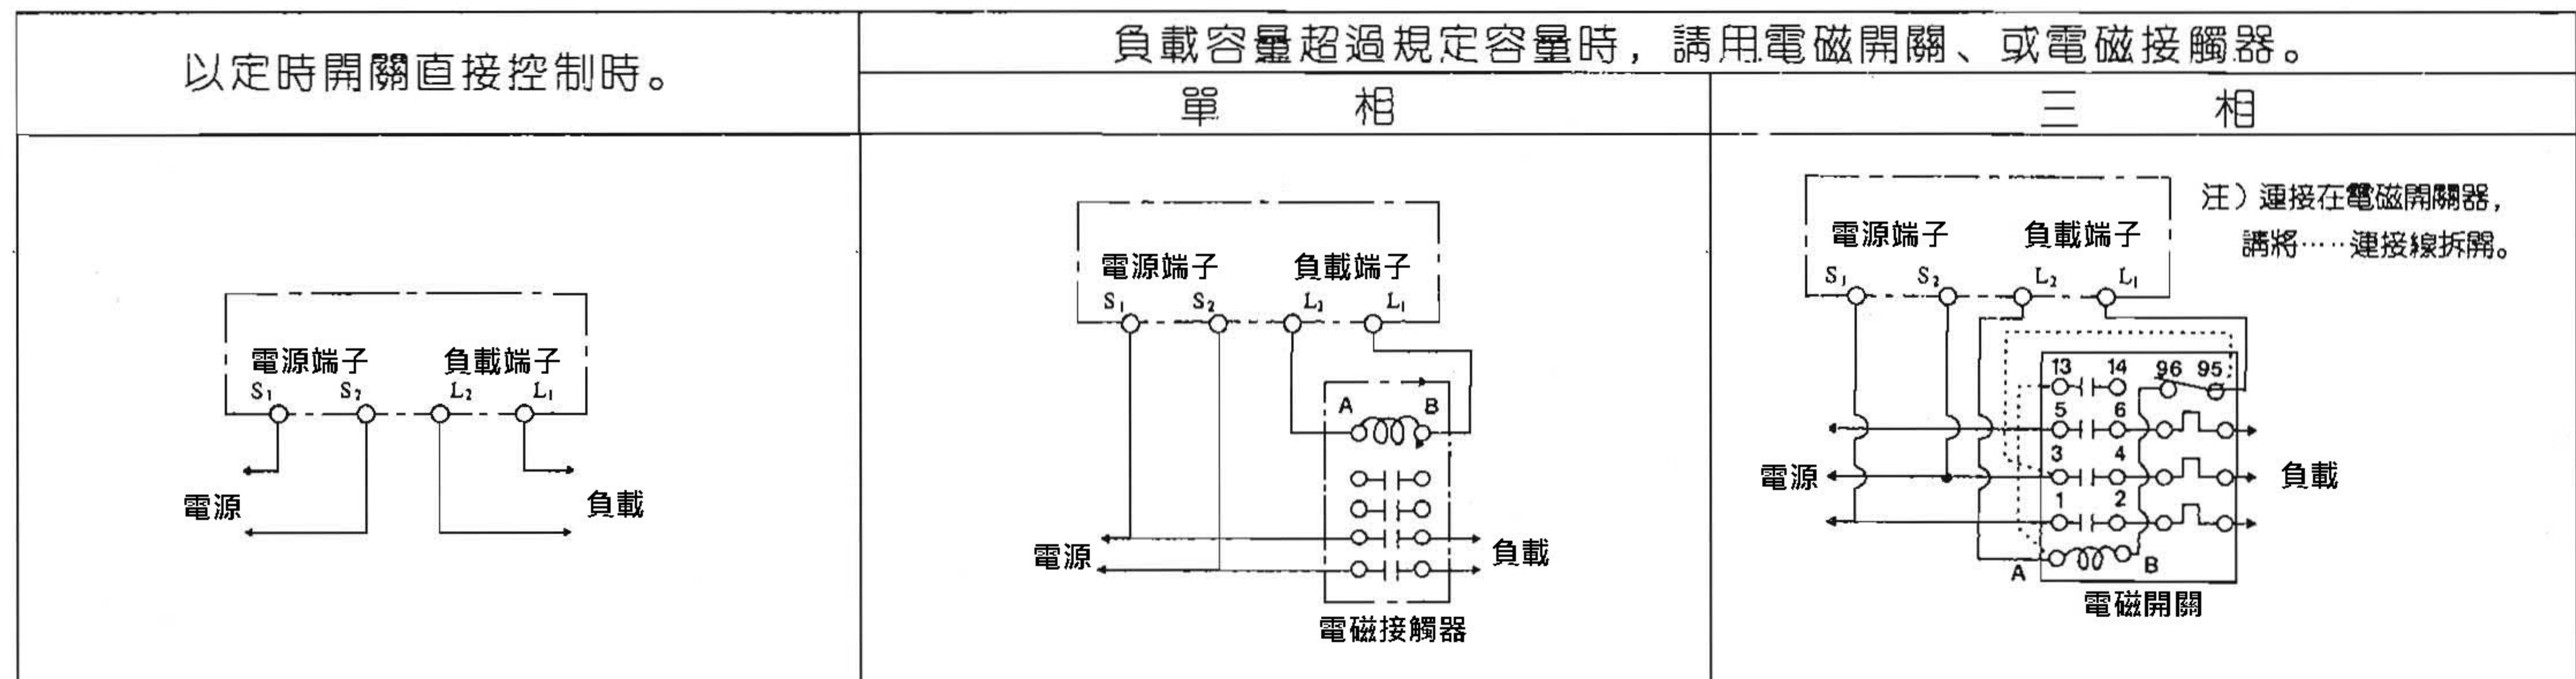 以定時開關直接控制時。
負載容量超過規定容量時，請用電磁開關、或電磁接觸器。
單 相
三 相
電源端子 負載端子
S₁ S₂ L₂ L₁
電源 負載
電源端子 負載端子
S₁ S₂ L₂ L₁
A B
電源 負載
電磁接觸器
注）連接在電磁開關器，
請將·····連接線拆開。
電源端子 負載端子
S₁ S₂ L₂ L₁
13 14 96 95
5 6
3 4
電源 負載
1 2
A B
電磁開關